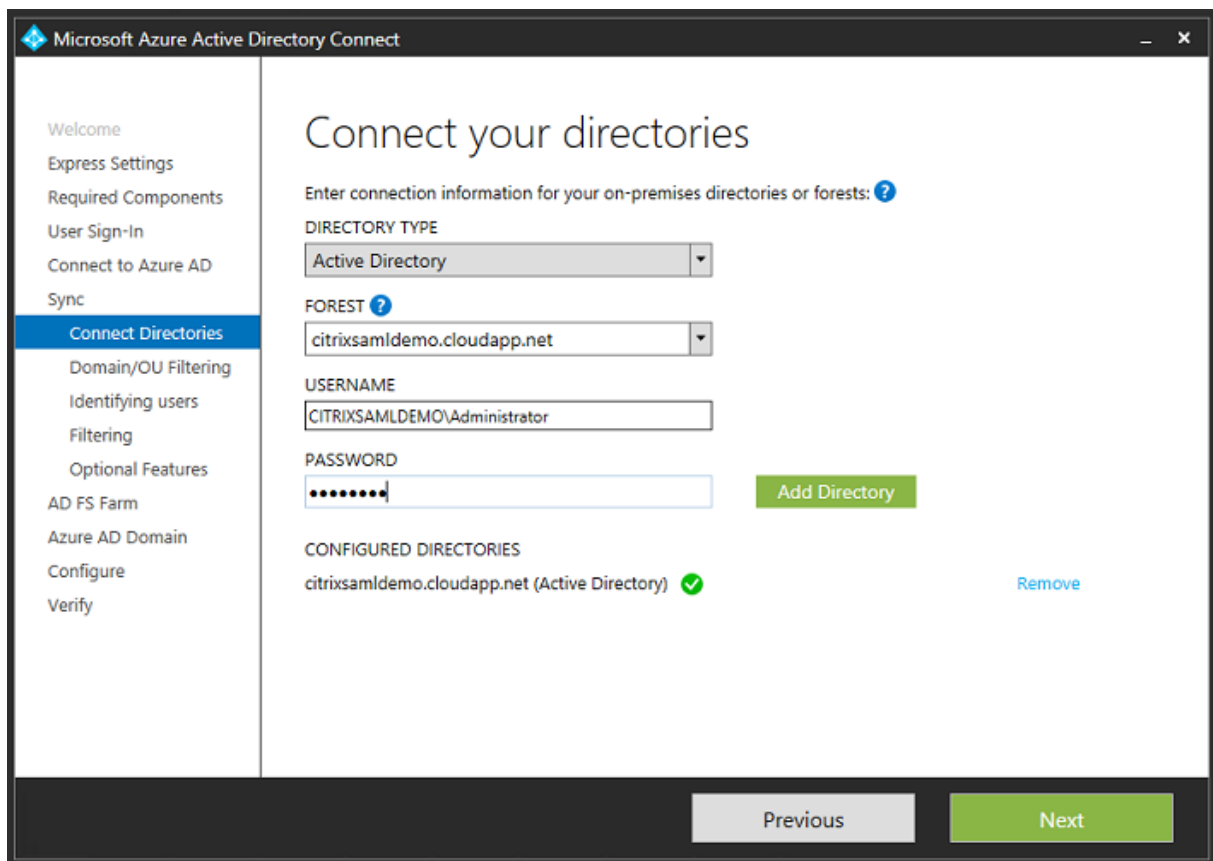 Microsoft Azure Active Directory Connect
Welcome
Express Settings
Required Components
User Sign-In
Connect to Azure AD
Sync
Connect Directories
Domain/OU Filtering
Identifying users
Filtering
Optional Features
AD FS Farm
Azure AD Domain
Configure
Verify
Connect your directories
Enter connection information for your on-premises directories or forests: ?
DIRECTORY TYPE
Active Directory
FOREST ?
citrixsamldemo.cloudapp.net
USERNAME
CITRIXSAMLDEMO\Administrator
PASSWORD
••••••••
Add Directory
CONFIGURED DIRECTORIES
citrixsamldemo.cloudapp.net (Active Directory)
Remove
Previous
Next